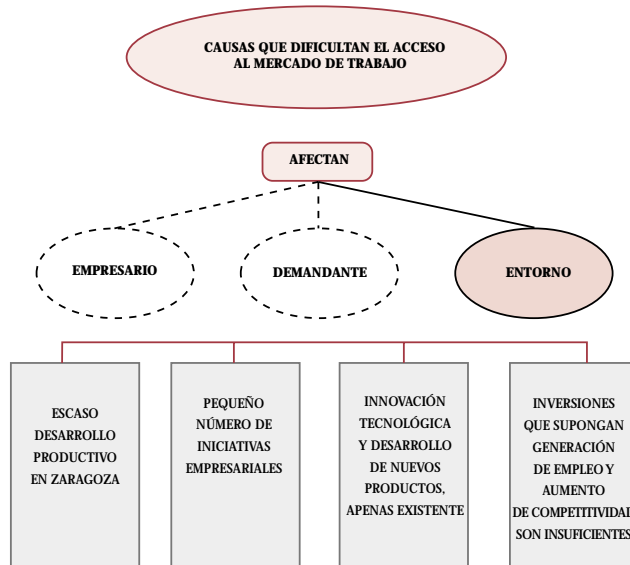 CAUSAS QUE DIFICULTAN EL ACCESO
AL MERCADO DE TRABAJO
AFECTAN
EMPRESARIO
DEMANDANTE
ENTORNO
ESCASO
DESARROLLO
PRODUCTIVO
EN ZARAGOZA
PEQUEÑO
NÚMERO DE
INICIATIVAS
EMPRESARIALES
INNOVACIÓN
TECNOLÓGICA
Y DESARROLLO
DE NUEVOS
PRODUCTOS,
APENAS EXISTENTE
INVERSIONES
QUE SUPONGAN
GENERACIÓN
DE EMPLEO Y
AUMENTO
DE COMPETITIVIDAD
SON INSUFICIENTES